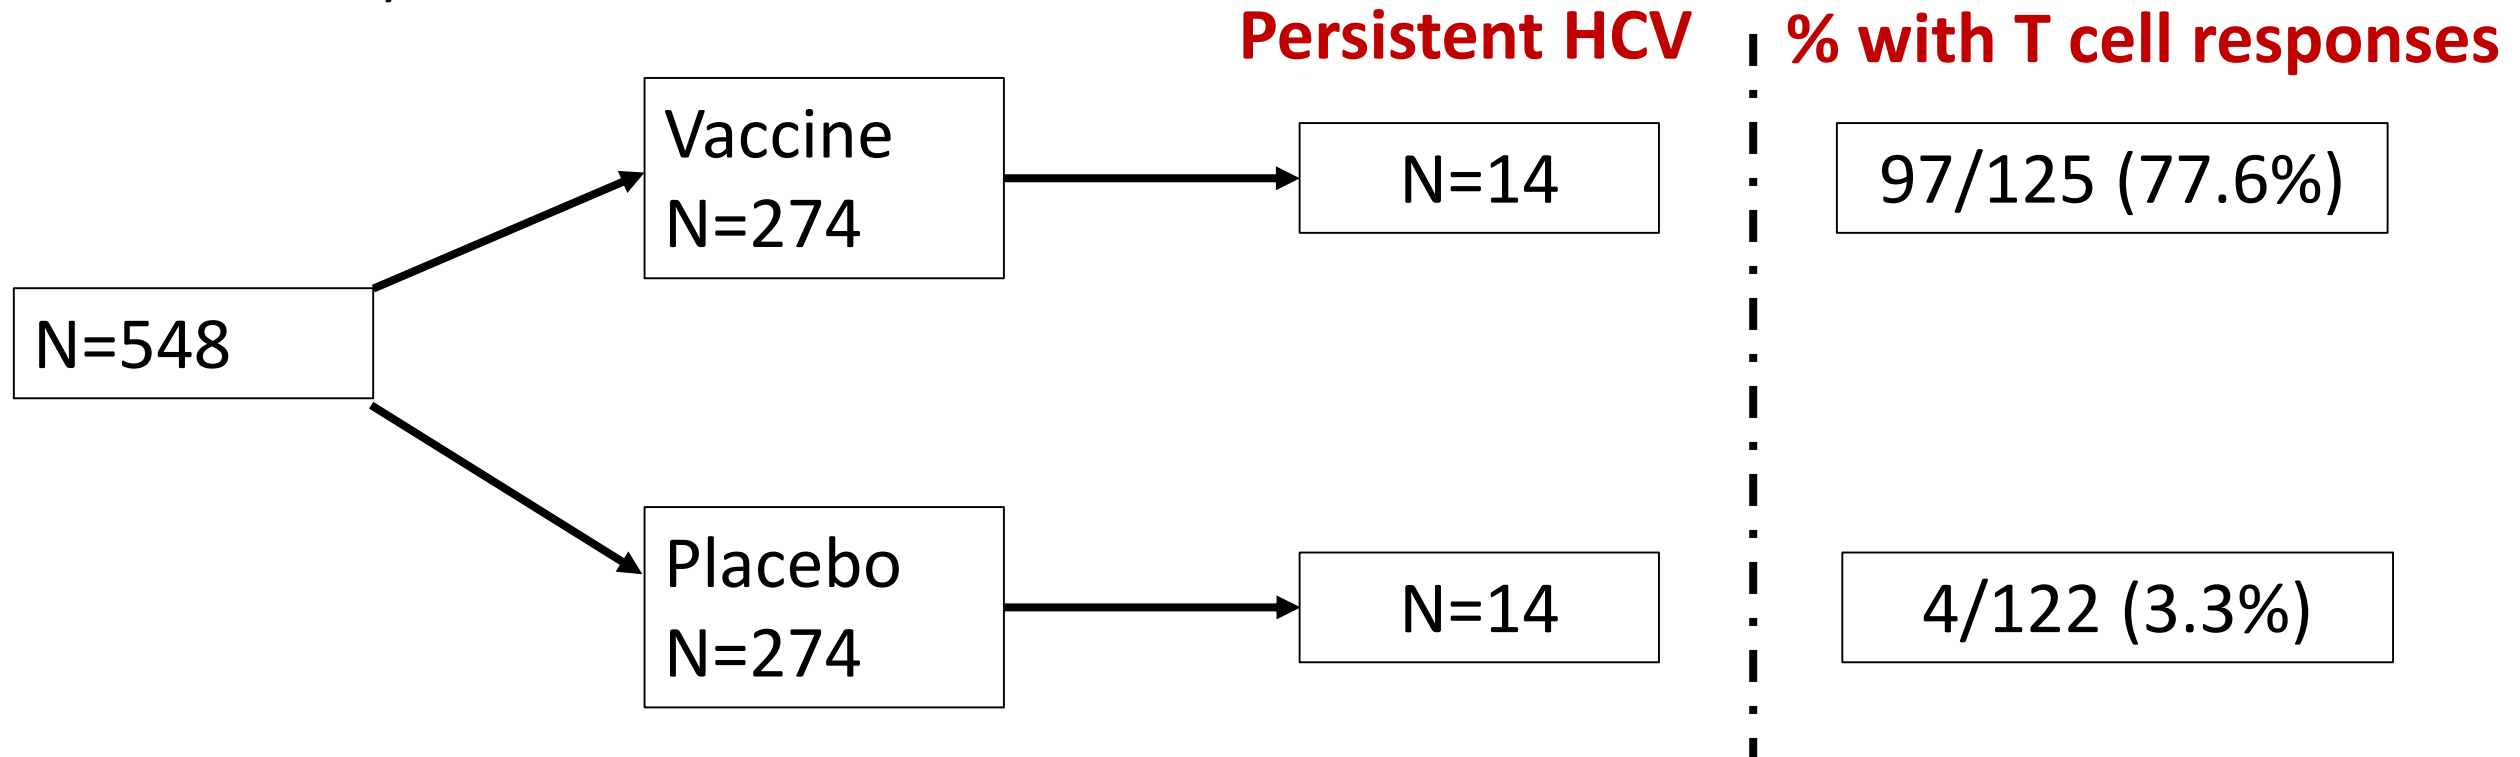 Persistent HCV
% with T cell responses
Vaccine
N=274
N=14
97/125 (77.6%)
N=548
Placebo
N=274
N=14
4/122 (3.3%)